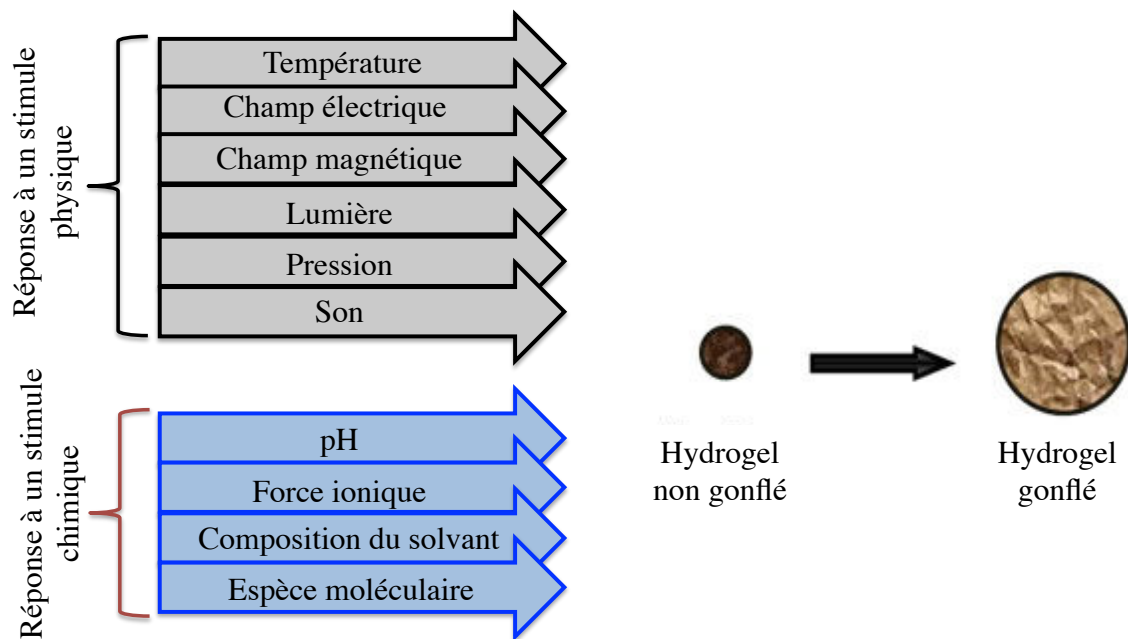 Réponse à un stimule
physique
Température
Champ électrique
Champ magnétique
Lumière
Pression
Son
Réponse à un stimule
chimique
pH
Force ionique
Composition du solvant
Espèce moléculaire
Hydrogel
non gonflé
Hydrogel
gonflé